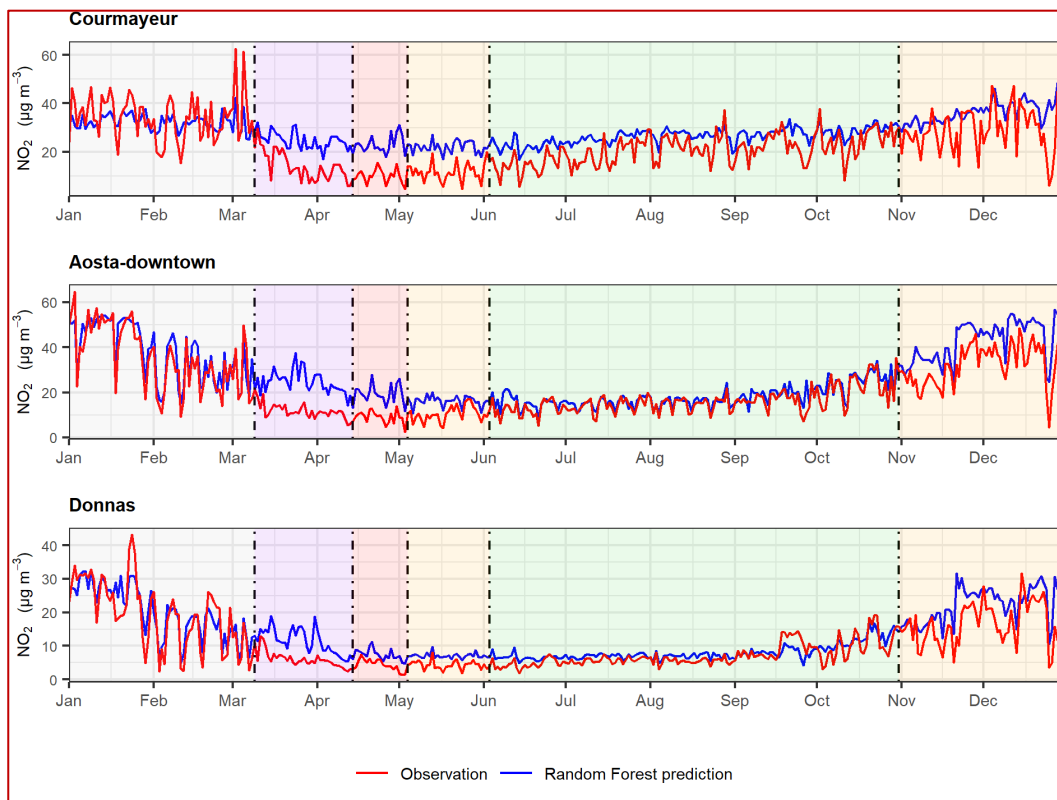 Courmayeur
NO₂ (µg m⁻³)
60
40
20
Jan Feb Mar Apr May Jun Jul Aug Sep Oct Nov Dec
Aosta-downtown
NO₂ (µg m⁻³)
60
40
20
0
Jan Feb Mar Apr May Jun Jul Aug Sep Oct Nov Dec
Donnas
NO₂ (µg m⁻³)
40
30
20
10
0
Jan Feb Mar Apr May Jun Jul Aug Sep Oct Nov Dec
Observation Random Forest prediction